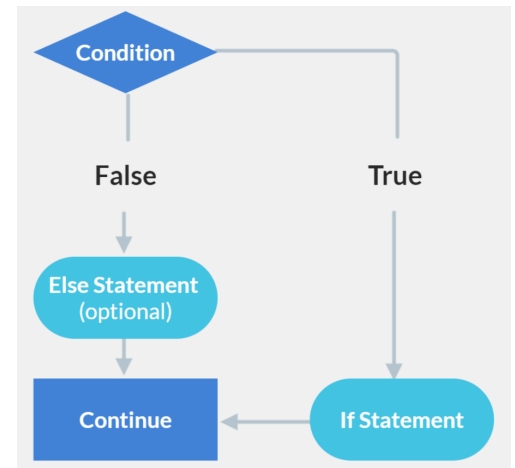 Condition
False
True
Else Statement
(optional)
Continue
If Statement